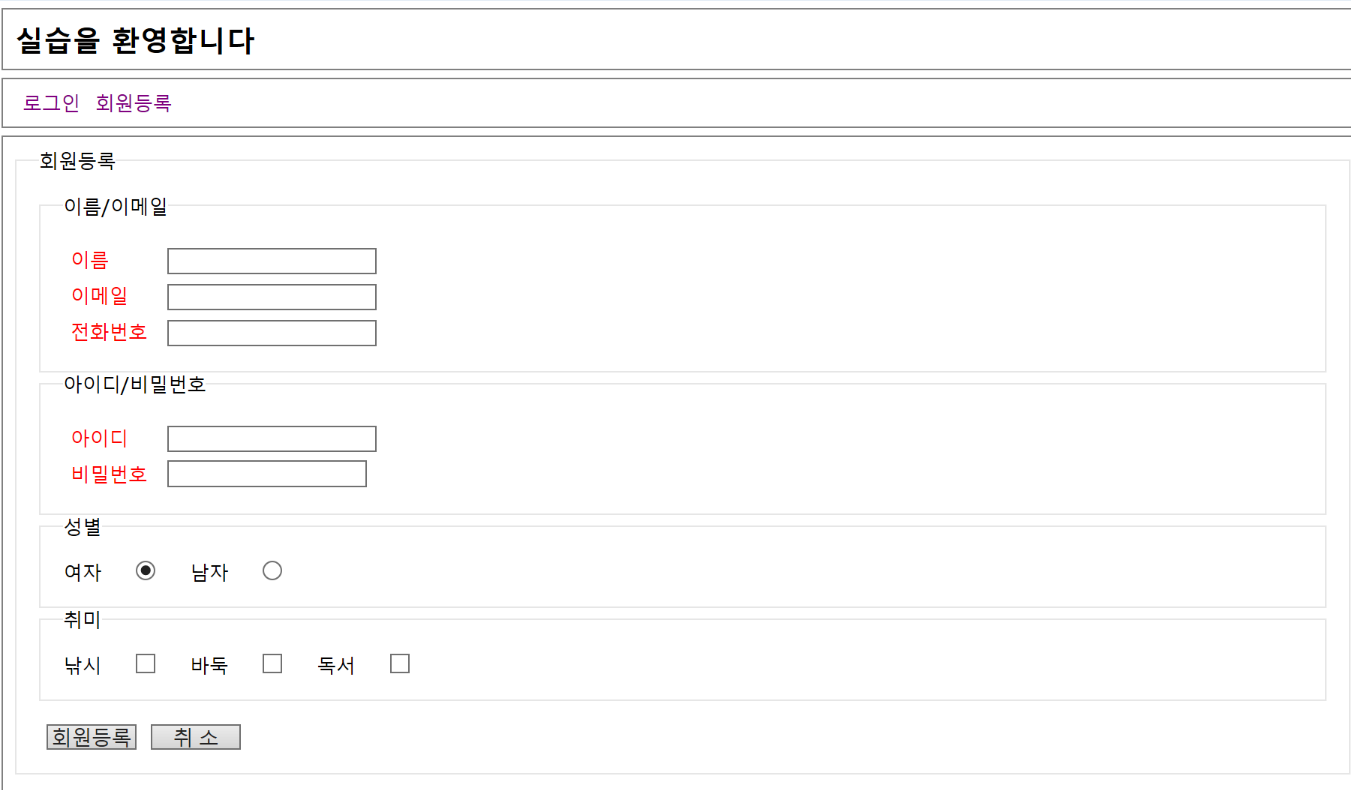 실습을 환영합니다
로그인 회원등록
회원등록
이름/이메일
이름
이메일
전화번호
아이디/비밀번호
아이디
비밀번호
성별
여자 남자
취미
낚시 바둑 독서
회원등록 취 소